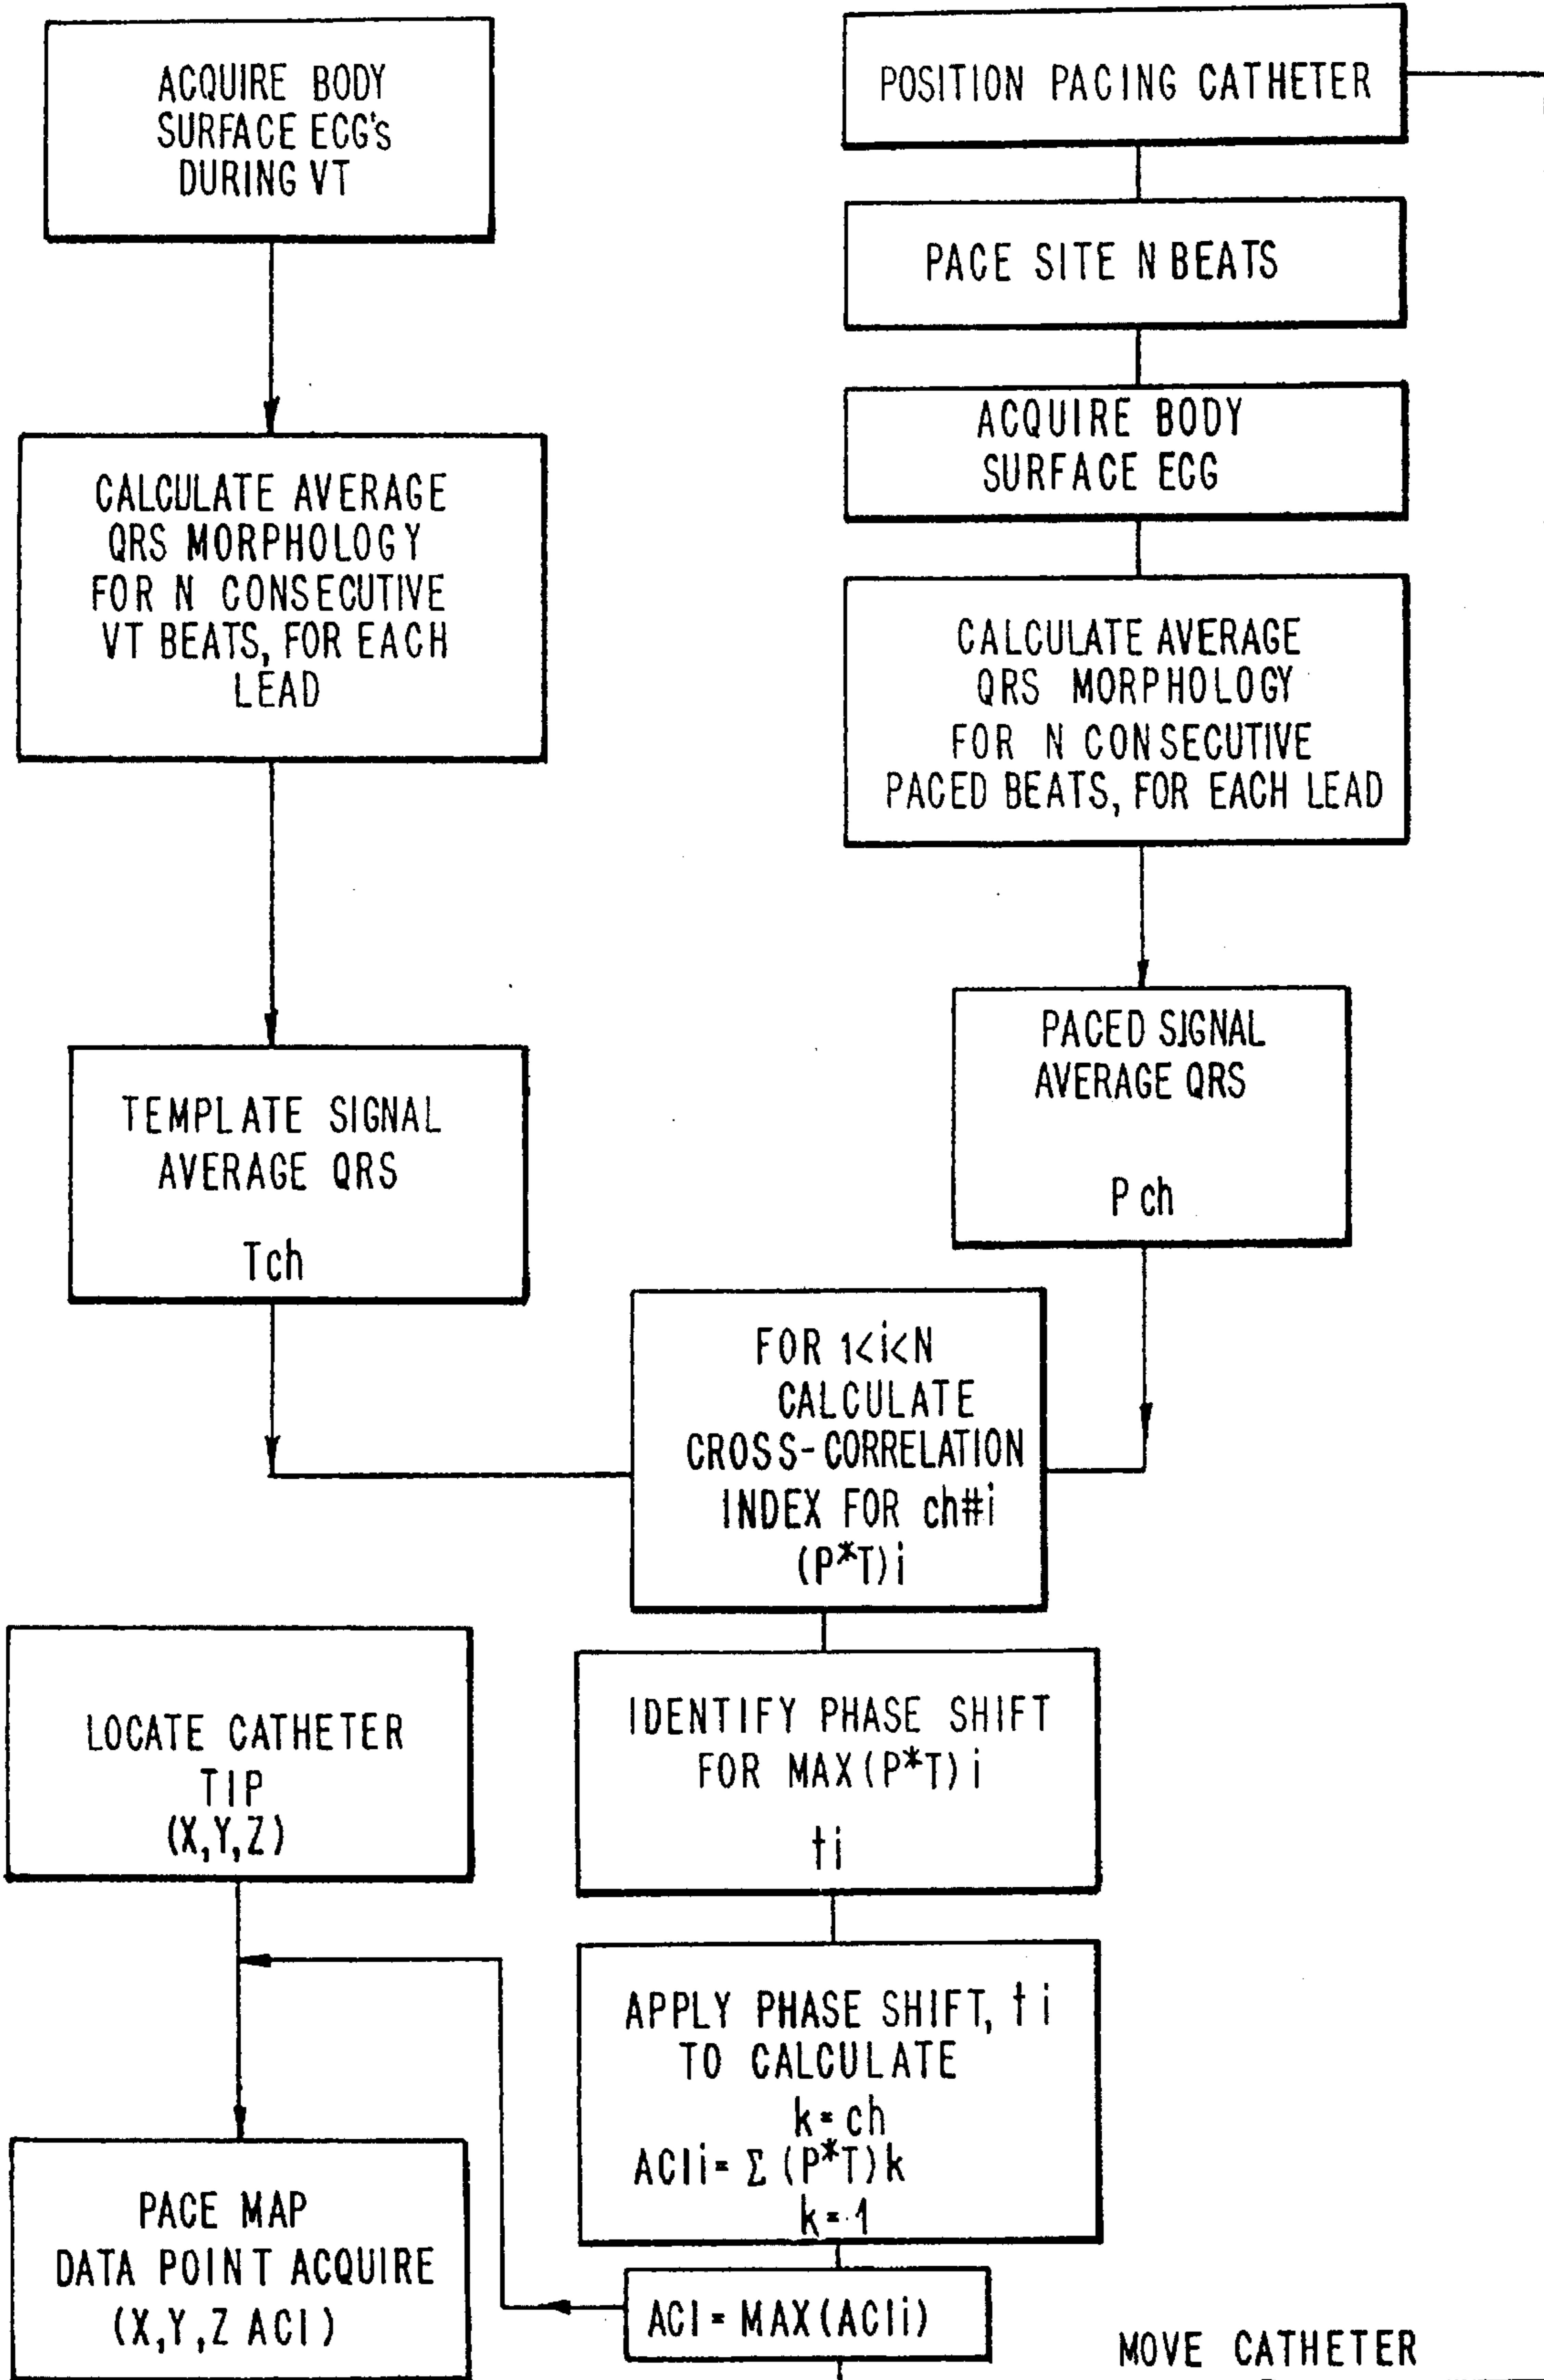 ACQUIRE BODY
SURFACE ECG's
DURING VT
CALCULATE AVERAGE
QRS MORPHOLOGY
FOR N CONSECUTIVE
VT BEATS, FOR EACH
LEAD
TEMPLATE SIGNAL
AVERAGE QRS
Tch
POSITION PACING CATHETER
PACE SITE N BEATS
ACQUIRE BODY
SURFACE ECG
CALCULATE AVERAGE
QRS MORPHOLOGY
FOR N CONSECUTIVE
PACED BEATS, FOR EACH LEAD
PACED SIGNAL
AVERAGE QRS
P ch
FOR 1<i<N
CALCULATE
CROSS-CORRELATION
INDEX FOR ch#i
(P*T)i
IDENTIFY PHASE SHIFT
FOR MAX(P*T)i
ti
APPLY PHASE SHIFT, ti
TO CALCULATE
k=ch
ACIi=Σ(P*T)k
k=1
ACI=MAX(ACIi)
LOCATE CATHETER
TIP
(X,Y,Z)
PACE MAP
DATA POINT ACQUIRE
(X,Y,Z ACI)
MOVE CATHETER